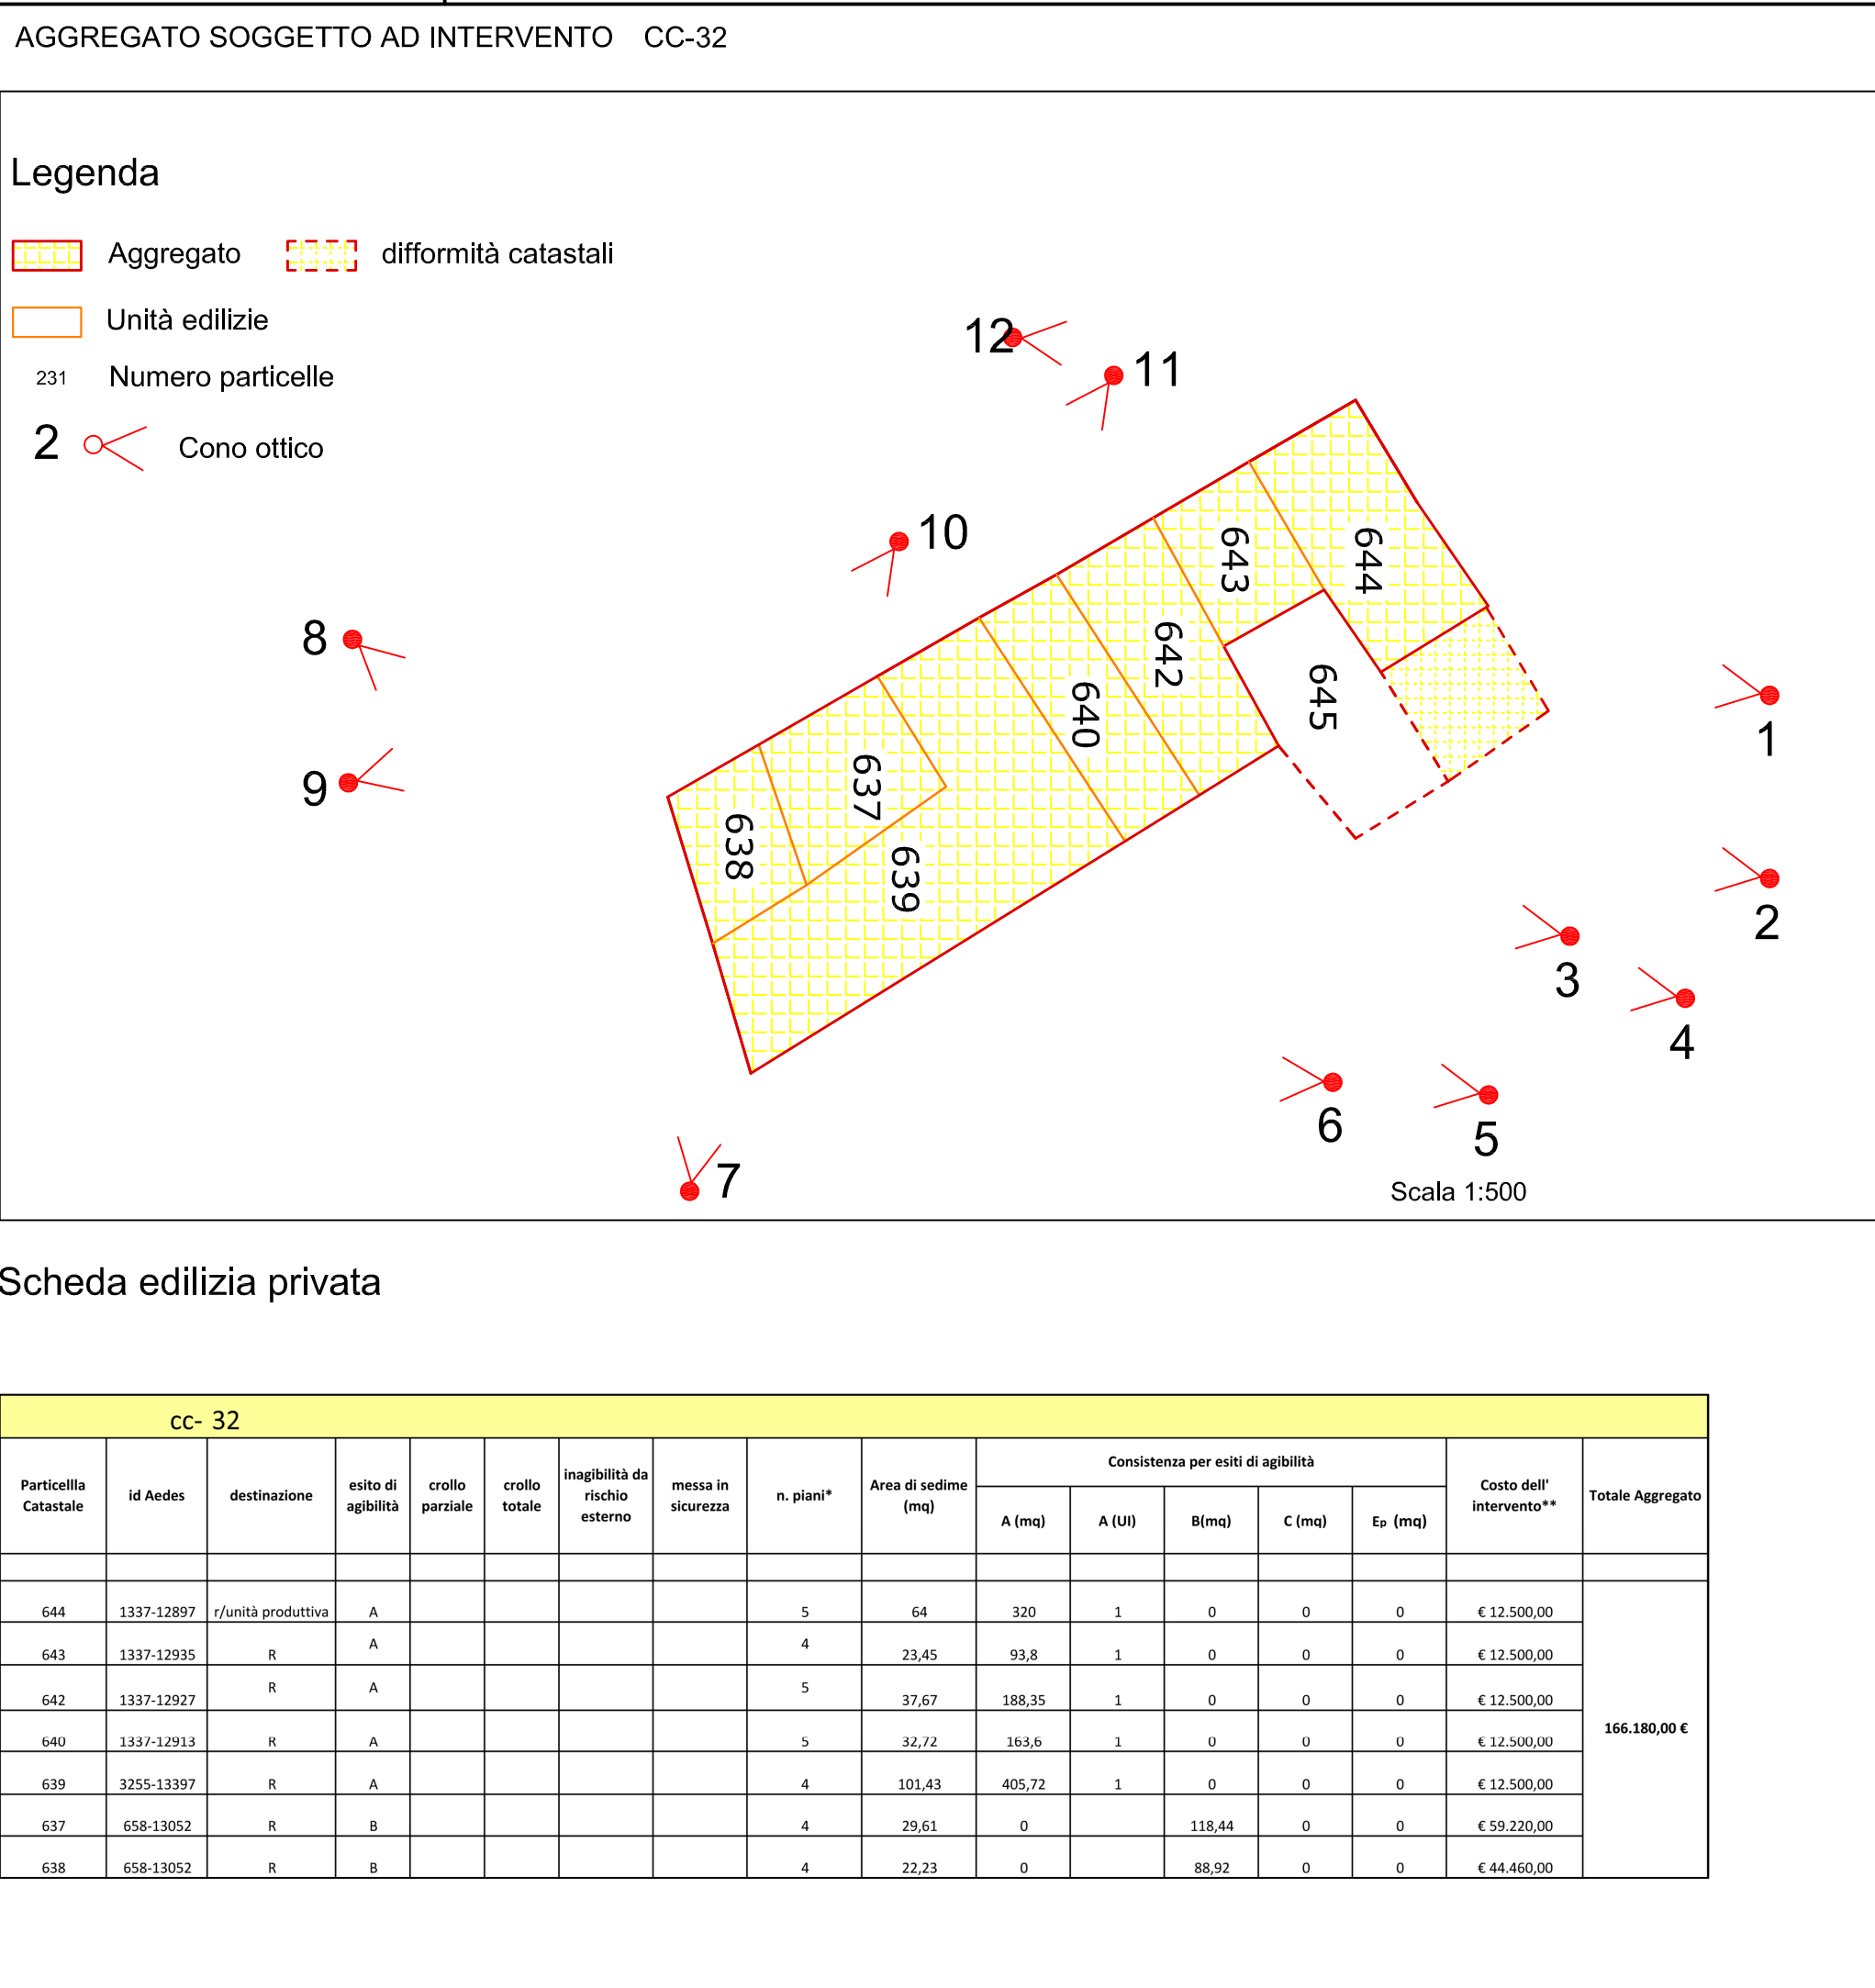 AGGREGATO SOGGETTO AD INTERVENTO CC-32
Legenda
Aggregato
difformità catastali
Unità edilizie
231 Numero particelle
2 Cono ottico
12
11
10
8
9
7
6
5
4
3
2
1
644
643
645
642
640
637
638
639
Scala 1:500
Scheda edilizia privata
cc- 32
Particellla Catastale | id Aedes | destinazione | esito di agibilità | crollo parziale | crollo totale | inagibilità da rischio esterno | messa in sicurezza | n. piani* | Area di sedime (mq) | Consistenza per esiti di agibilità | Costo dell' intervento** | Totale Aggregato
A (mq) | A (UI) | B(mq) | C (mq) | Ep (mq)
644 | 1337-12897 | r/unità produttiva | A | 5 | 64 | 320 | 1 | 0 | 0 | 0 | € 12.500,00
643 | 1337-12935 | R | A | 4 | 23,45 | 93,8 | 1 | 0 | 0 | 0 | € 12.500,00
642 | 1337-12927 | R | A | 5 | 37,67 | 188,35 | 1 | 0 | 0 | 0 | € 12.500,00
640 | 1337-12913 | R | A | 5 | 32,72 | 163,6 | 1 | 0 | 0 | 0 | € 12.500,00
166.180,00 €
639 | 3255-13397 | R | A | 4 | 101,43 | 405,72 | 1 | 0 | 0 | 0 | € 12.500,00
637 | 658-13052 | R | B | 4 | 29,61 | 0 | 118,44 | 0 | 0 | € 59.220,00
638 | 658-13052 | R | B | 4 | 22,23 | 0 | 88,92 | 0 | 0 | € 44.460,00